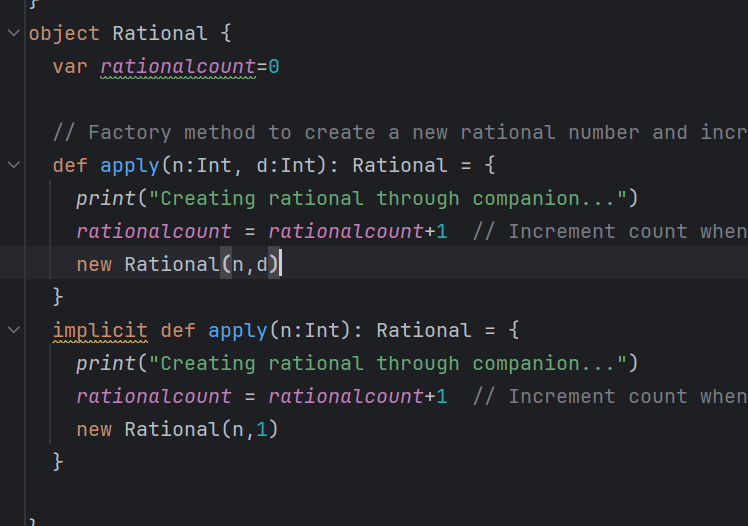 }
object Rational {
var rationalcount=0
// Factory method to create a new rational number and incr
def apply(n:Int, d:Int): Rational = {
print("Creating rational through companion...")
rationalcount = rationalcount+1  // Increment count when
new Rational(n,d)
}
implicit def apply(n:Int): Rational = {
print("Creating rational through companion...")
rationalcount = rationalcount+1  // Increment count when
new Rational(n,1)
}
}